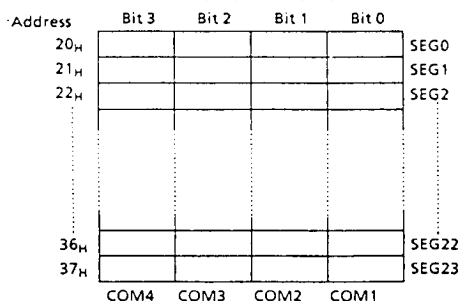 Address Bit 3 Bit 2 Bit 1 Bit 0
20H SEG0
21H SEG1
22H SEG2
36H SEG22
37H SEG23
COM4 COM3 COM2 COM1